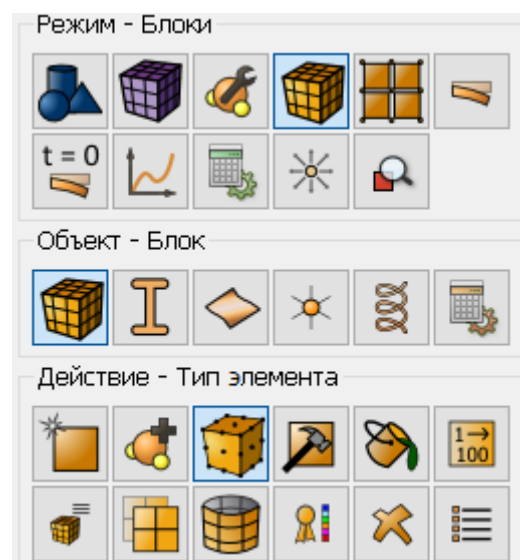 Режим - Блоки
t = 0
Объект - Блок
Действие - Тип элемента
1→
100